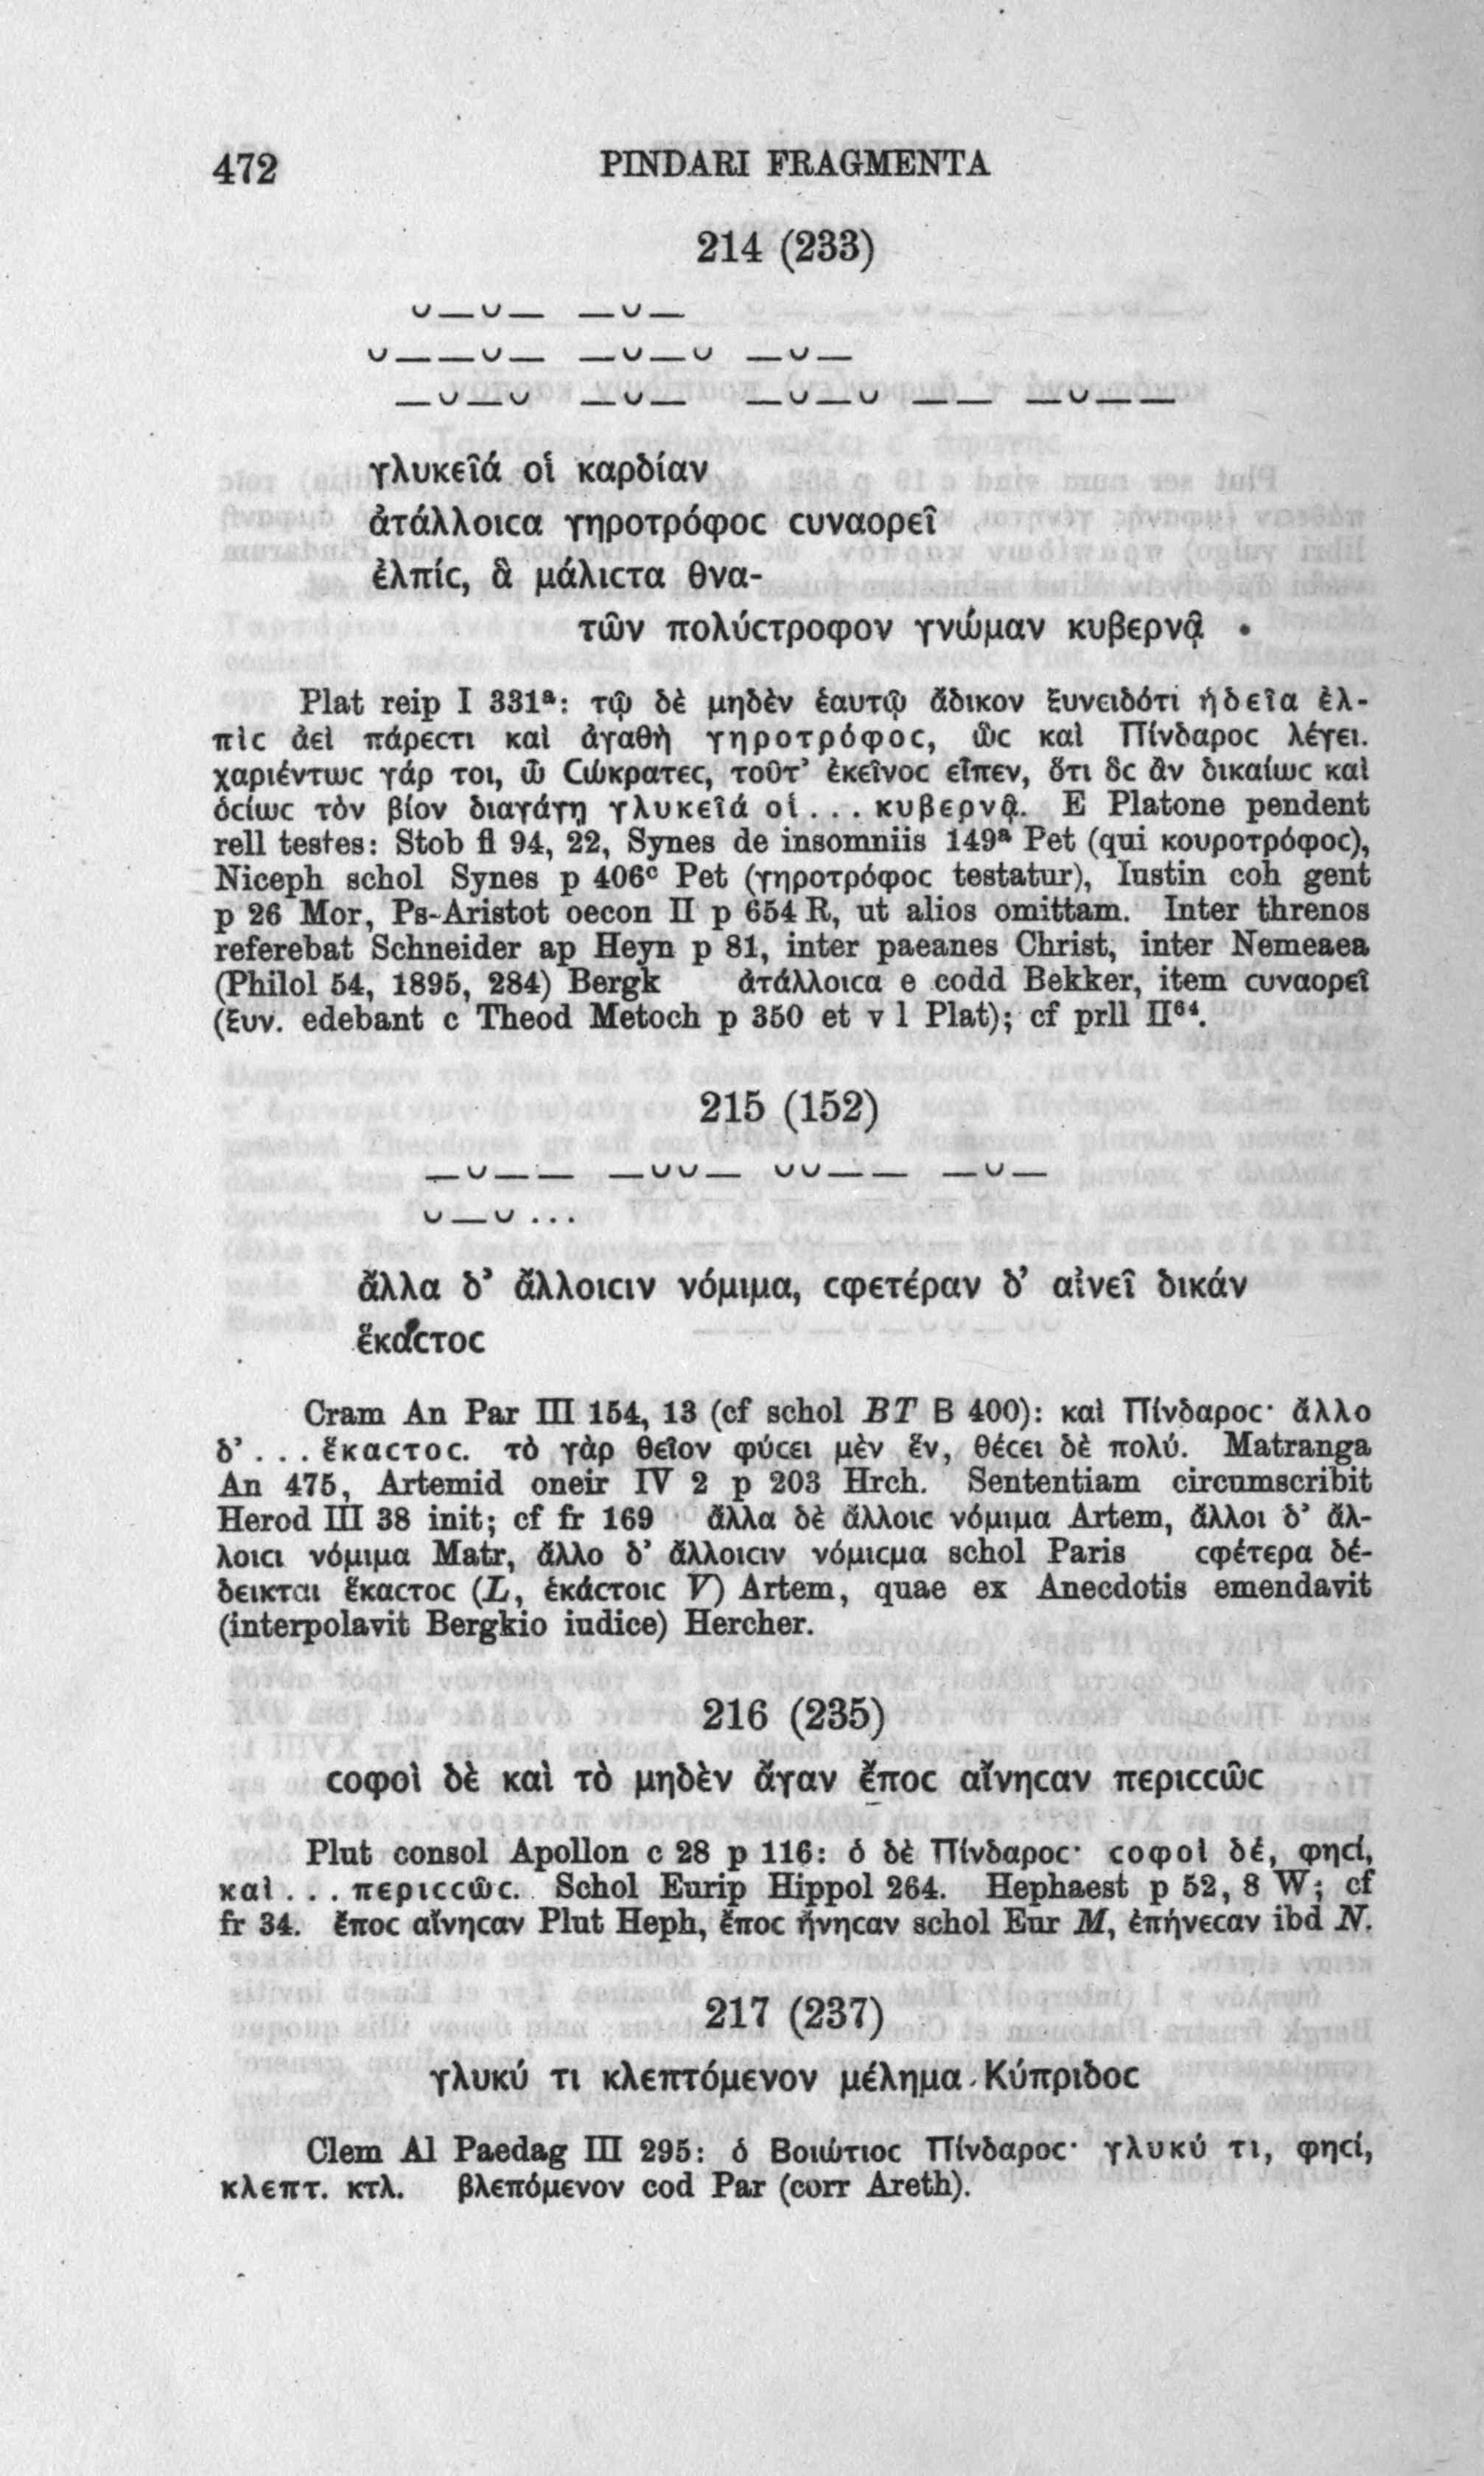 472 PINDARI FRAGMENTA
214 (233)
∪—∪— —∪—
∪——∪— —∪—∪ —∪—
—∪—∪ —∪— —∪—∪ —— —∪——
γλυκεῖά οἱ καρδίαν
ἀτάλλοιϲα γηροτρόφοϲ ϲυναορεῖ
ἐλπίϲ, ἃ μάλιϲτα θνα-
τῶν πολύϲτροφον γνώμαν κυβερνᾷ.
Plat reip I 331ᵃ: τῷ δὲ μηδὲν ἑαυτῷ ἄδικον ξυνειδότι ἡδεῖα ἐλ-
πὶϲ ἀεὶ πάρεϲτι καὶ ἀγαθὴ γηροτρόφοϲ, ὥϲ καὶ Πίνδαροϲ λέγει.
χαριέντωϲ γάρ τοι, ὦ Ϲώκρατεϲ, τοῦτ’ ἐκεῖνοϲ εἶπεν, ὅτι ὃϲ ἂν δικαίωϲ καὶ
ὁϲίωϲ τὸν βίον διαγάγῃ γλυκεῖά οἱ... κυβερνᾷ. E Platone pendent
rell testes: Stob fl 94, 22, Synes de insomniis 149ᵃ Pet (qui κουροτρόφοϲ),
Niceph schol Synes p 406ᶜ Pet (γηροτρόφοϲ testatur), Iustin coh gent
p 26 Mor, Ps-Aristot oecon II p 654 R, ut alios omittam. Inter threnos
referebat Schneider ap Heyn p 81, inter paeanes Christ, inter Nemeaea
(Philol 54, 1895, 284) Bergk ἀτάλλοιϲα e codd Bekker, item ϲυναορεῖ
(ξυν. edebant c Theod Metoch p 350 et v l Plat); cf prll II⁶⁴.
215 (152)
—∪—— —∪∪— ∪∪—— —∪—
∪—∪...
ἄλλα δ’ ἄλλοιϲιν νόμιμα, ϲφετέραν δ’ αἰνεῖ δικάν
ἕκαϲτοϲ
Cram An Par III 154, 13 (cf schol BT B 400): καὶ Πίνδαροϲ· ἄλλο
δ’... ἕκαϲτοϲ. τὸ γὰρ θεῖον φύϲει μὲν ἕν, θέϲει δὲ πολύ. Matranga
An 475, Artemid oneir IV 2 p 203 Hrch. Sententiam circumscribit
Herod III 38 init; cf fr 169 ἄλλα δὲ ἄλλοιϲ νόμιμα Artem, ἄλλοι δ’ ἄλ-
λοιϲι νόμιμα Matr, ἄλλο δ’ ἄλλοιϲιν νόμιϲμα schol Paris ϲφέτερα δέ-
δεικται ἕκαϲτοϲ (L, ἑκάϲτοιϲ V) Artem, quae ex Anecdotis emendavit
(interpolavit Bergkio iudice) Hercher.
216 (235)
ϲοφοὶ δὲ καὶ τὸ μηδὲν ἄγαν ἔποϲ αἴνηϲαν περιϲϲῶϲ
Plut consol Apollon c 28 p 116: ὁ δὲ Πίνδαροϲ· ϲοφοὶ δέ, φηϲί,
καὶ... περιϲϲῶϲ. Schol Eurip Hippol 264. Hephaest p 52, 8 W; cf
fr 34. ἔποϲ αἴνηϲαν Plut Heph, ἔποϲ ᾔνηϲαν schol Eur M, ἐπῄνεϲαν ibd N.
217 (237)
γλυκύ τι κλεπτόμενον μέλημα Κύπριδοϲ
Clem Al Paedag III 295: ὁ Βοιώτιοϲ Πίνδαροϲ· γλυκύ τι, φηϲί,
κλεπτ. κτλ. βλεπόμενον cod Par (corr Areth).